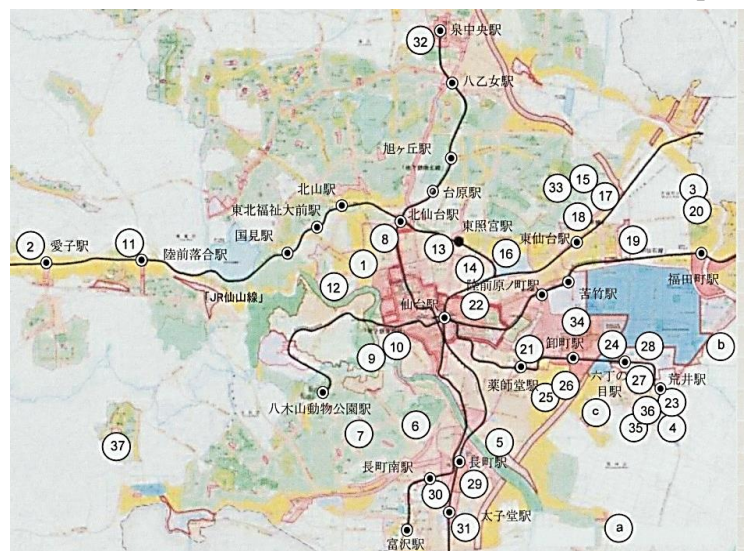 32
泉中央駅
八乙女駅
旭ヶ丘駅
33
15
17
3
北山駅
台原駅
20
東北福祉大前駅
北仙台駅
18
2
愛子駅
11
国見駅
8
東照宮駅
東仙台駅
19
陸前落合駅
13
16
1
14
福田町駅
「JR仙山線」
12
陸前原ノ町駅
苦竹駅
仙台駅
22
34
b
9
10
21
卸町駅
24
28
薬師堂駅
六丁の目駅
27
荒井駅
八木山動物公園駅
25
26
23
c
36
37
7
6
35
4
5
長町南駅
長町駅
30
29
31
太子堂駅
a
富沢駅